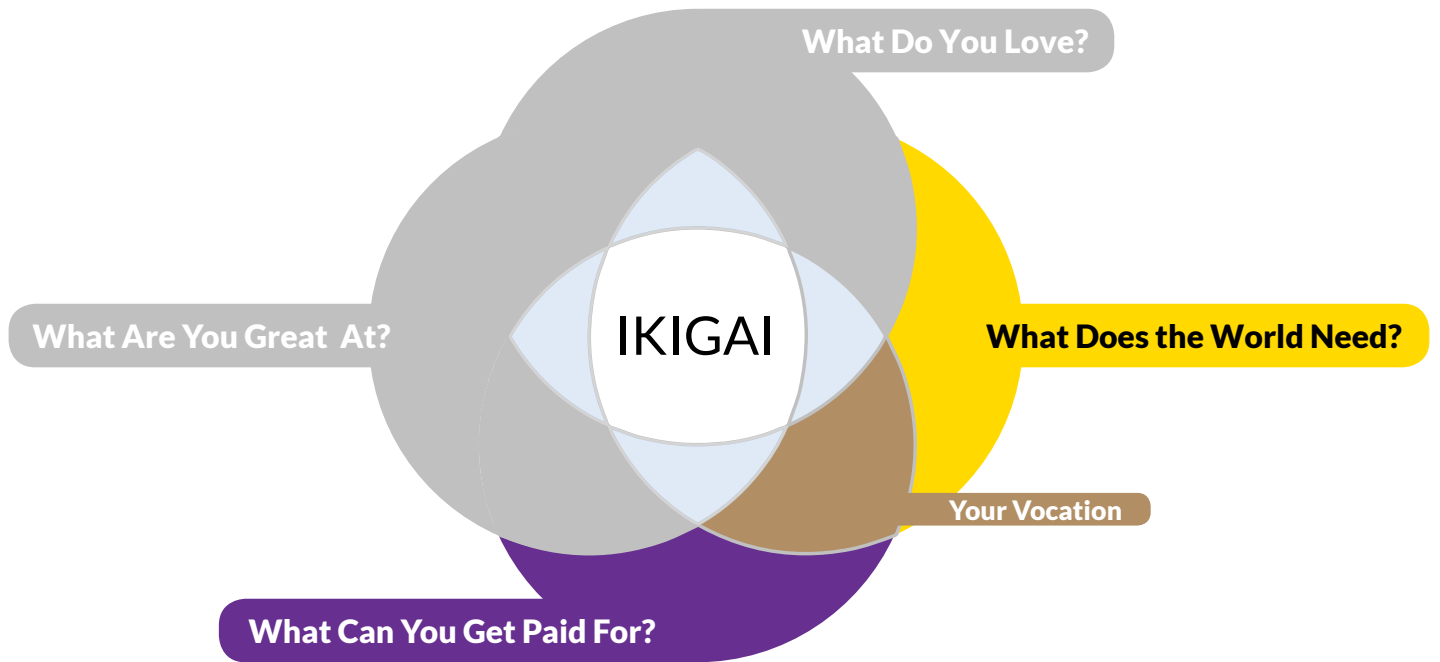 What Do You Love?
What Are You Great At?
IKIGAI
What Does the World Need?
Your Vocation
What Can You Get Paid For?